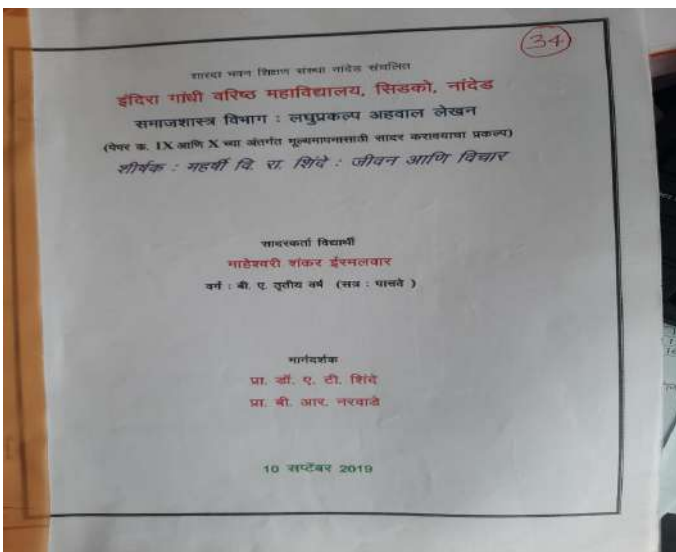 34
शारदा भवन शिक्षण संस्था नांदेड संचलित
इंदिरा गांधी वरिष्ठ महाविद्यालय, सिडको, नांदेड
समाजशास्त्र विभाग : लघुप्रकल्प अहवाल लेखन
(पेपर क्र. IX आणि X च्या अंतर्गत मूल्यमापनासाठी सादर करावयाचा प्रकल्प)
शीर्षक : महर्षी वि. रा. शिंदे : जीवन आणि विचार
सादरकर्ता विद्यार्थी
माहेश्वरी शंकर ईरमलवार
वर्ग : बी. ए. तृतीय वर्ष (सत्र : पाचवे )
मार्गदर्शक
प्रा. डॉ. ए. टी. शिंदे
प्रा. बी. आर. नरवाडे
10 सप्टेंबर 2019